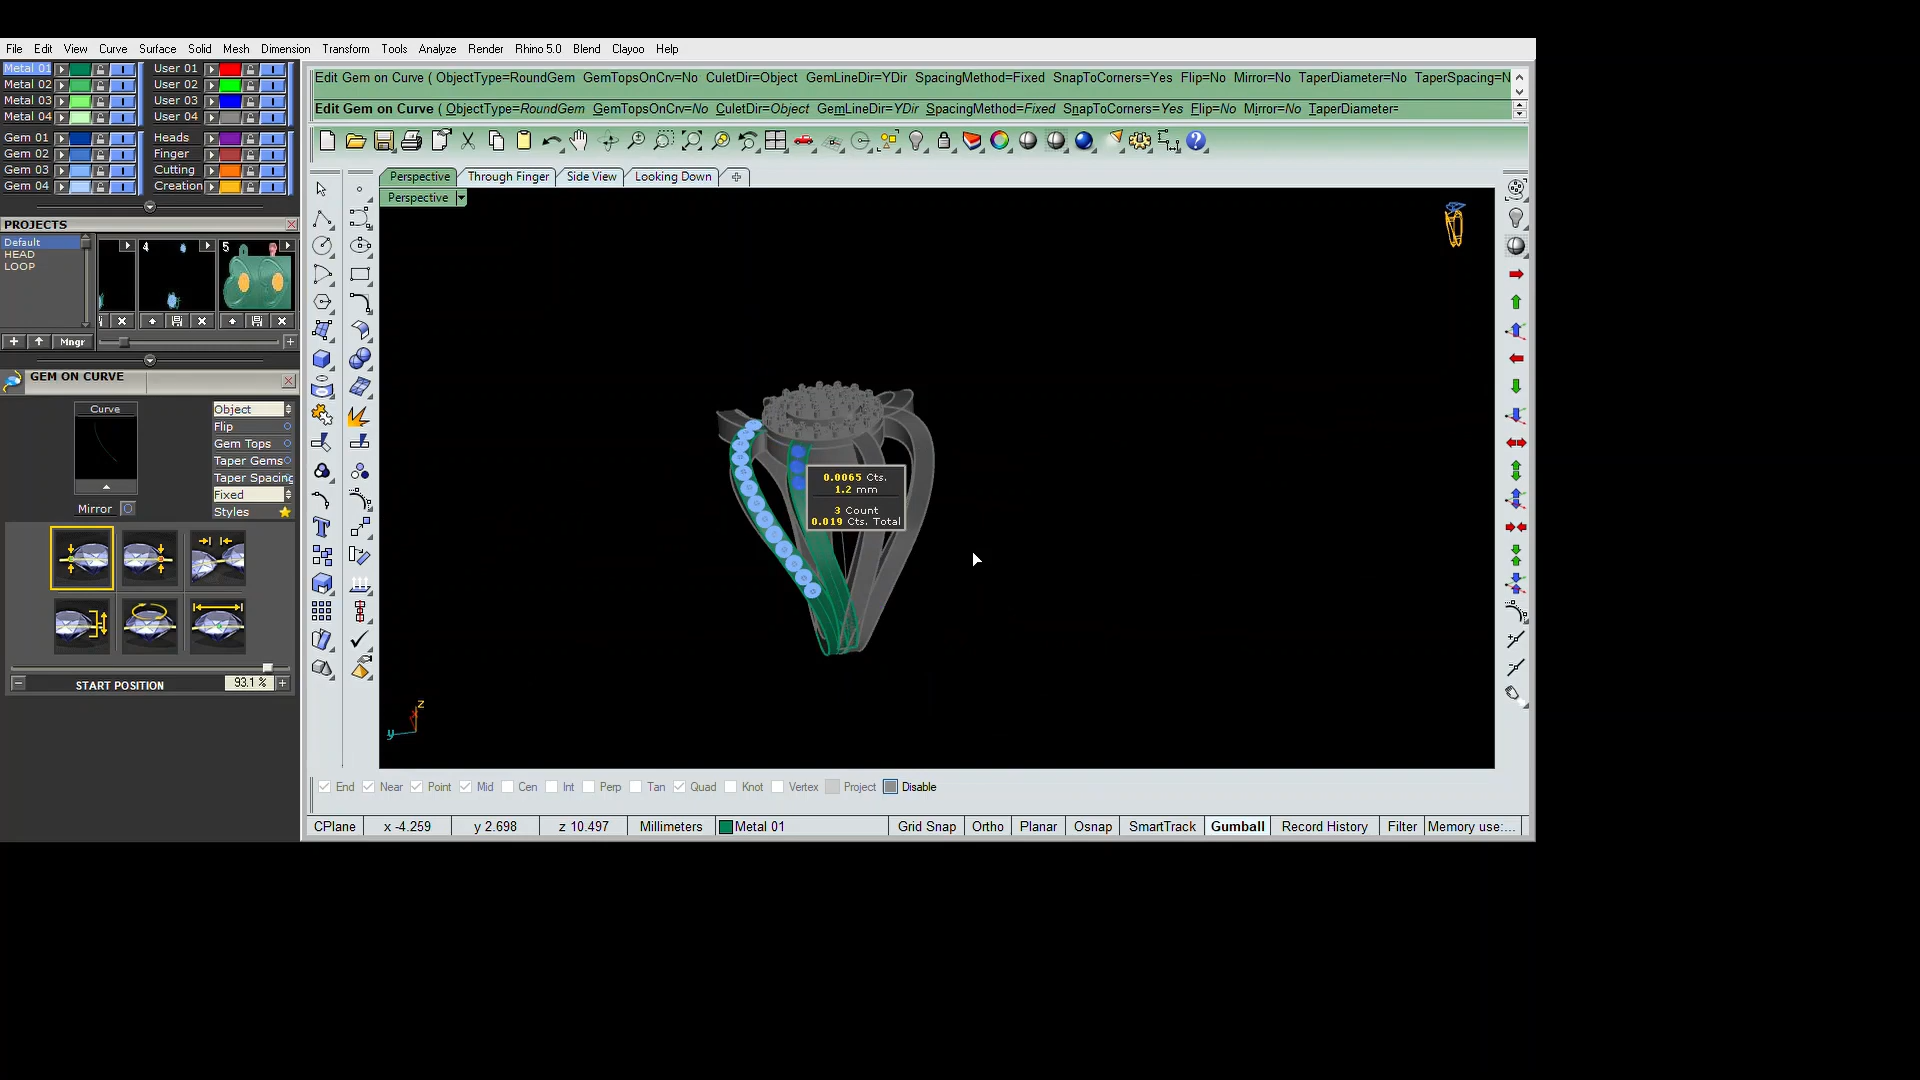 File Edit View Curve Surface Solid Mesh Dimension Transform Tools Analyze Render Rhino 5.0 Blend Clayoo Help
Metal 01 User 01
Metal 02 User 02
Metal 03 User 03
Metal 04 User 04
Gem 01 Heads
Gem 02 Finger
Gem 03 Cutting
Gem 04 Creation
Edit Gem on Curve ( ObjectType=RoundGem GemTopsOnCrv=No CuletDir=Object GemLineDir=YDir SpacingMethod=Fixed SnapToCorners=Yes Flip=No Mirror=No TaperDiameter=No TaperSpacing=N
Edit Gem on Curve ( ObjectType=RoundGem GemTopsOnCrv=No CuletDir=Object GemLineDir=YDir SpacingMethod=Fixed SnapToCorners=Yes Flip=No Mirror=No TaperDiameter=
Perspective Through Finger Side View Looking Down
Perspective
PROJECTS
Default
HEAD
LOOP
4 5
Mngr
GEM ON CURVE
Curve
Object
Flip
Gem Tops
Taper Gems
Taper Spacing
Fixed
Mirror
Styles
START POSITION 93.1 %
0.0065 Cts.
1.2 mm
3 Count
0.019 Cts. Total
z
x
y
End Near Point Mid Cen Int Perp Tan Quad Knot Vertex Project Disable
CPlane x -4.259 y 2.698 z 10.497 Millimeters Metal 01 Grid Snap Ortho Planar Osnap SmartTrack Gumball Record History Filter Memory use:...